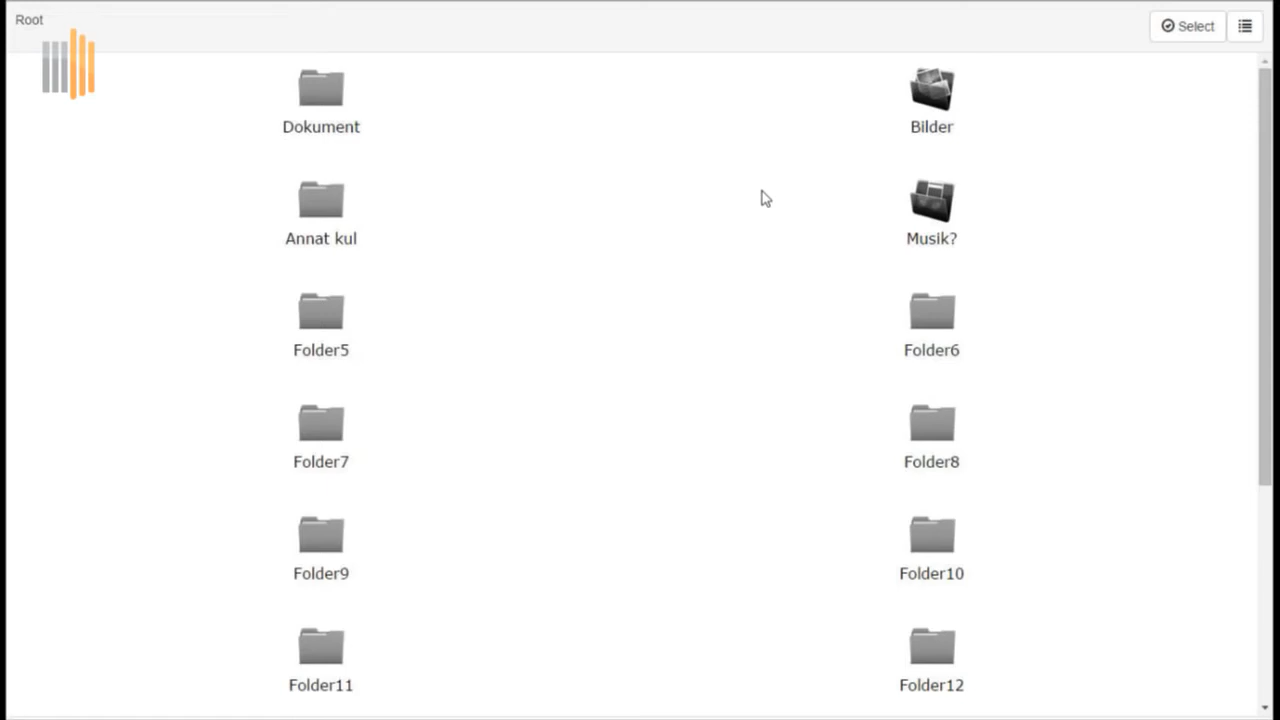 Root
Select
Dokument
Bilder
Annat kul
Musik?
Folder5
Folder6
Folder7
Folder8
Folder9
Folder10
Folder11
Folder12